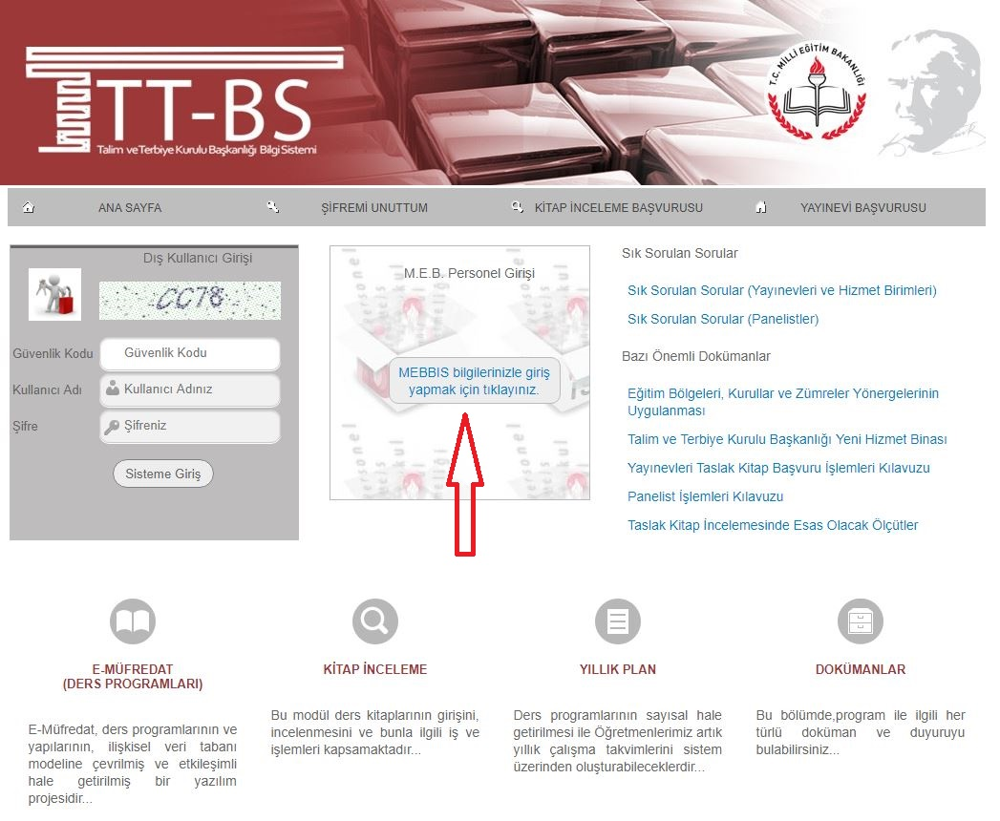 TTT-BS
Talim ve Terbiye Kurulu Başkanlığı Bilgi Sistemi
T.C. MİLLÎ EĞİTİM BAKANLIĞI
ANA SAYFA
ŞİFREMİ UNUTTUM
KİTAP İNCELEME BAŞVURUSU
YAYINEVİ BAŞVURUSU
Dış Kullanıcı Girişi
CC78
Güvenlik Kodu
Güvenlik Kodu
Kullanıcı Adı
Kullanıcı Adınız
Şifre
Şifreniz
Sisteme Giriş
M.E.B. Personel Girişi
MEBBIS bilgilerinizle giriş
yapmak için tıklayınız.
Sık Sorulan Sorular
Sık Sorulan Sorular (Yayınevleri ve Hizmet Birimleri)
Sık Sorulan Sorular (Panelistler)
Bazı Önemli Dokümanlar
Eğitim Bölgeleri, Kurullar ve Zümreler Yönergelerinin
Uygulanması
Talim ve Terbiye Kurulu Başkanlığı Yeni Hizmet Binası
Yayınevleri Taslak Kitap Başvuru İşlemleri Kılavuzu
Panelist İşlemleri Kılavuzu
Taslak Kitap İncelemesinde Esas Olacak Ölçütler
E-MÜFREDAT
(DERS PROGRAMLARI)
E-Müfredat, ders programlarının ve
yapılarının, ilişkisel veri tabanı
modeline çevrilmiş ve etkileşimli
hale getirilmiş bir yazılım
projesidir...
KİTAP İNCELEME
Bu modül ders kitaplarının girişini,
incelenmesini ve bunla ilgili iş ve
işlemleri kapsamaktadır...
YILLIK PLAN
Ders programlarının sayısal hale
getirilmesi ile Öğretmenlerimiz artık
yıllık çalışma takvimlerini sistem
üzerinden oluşturabileceklerdir...
DOKÜMANLAR
Bu bölümde,program ile ilgili her
türlü doküman ve duyuruyu
bulabilirsiniz...